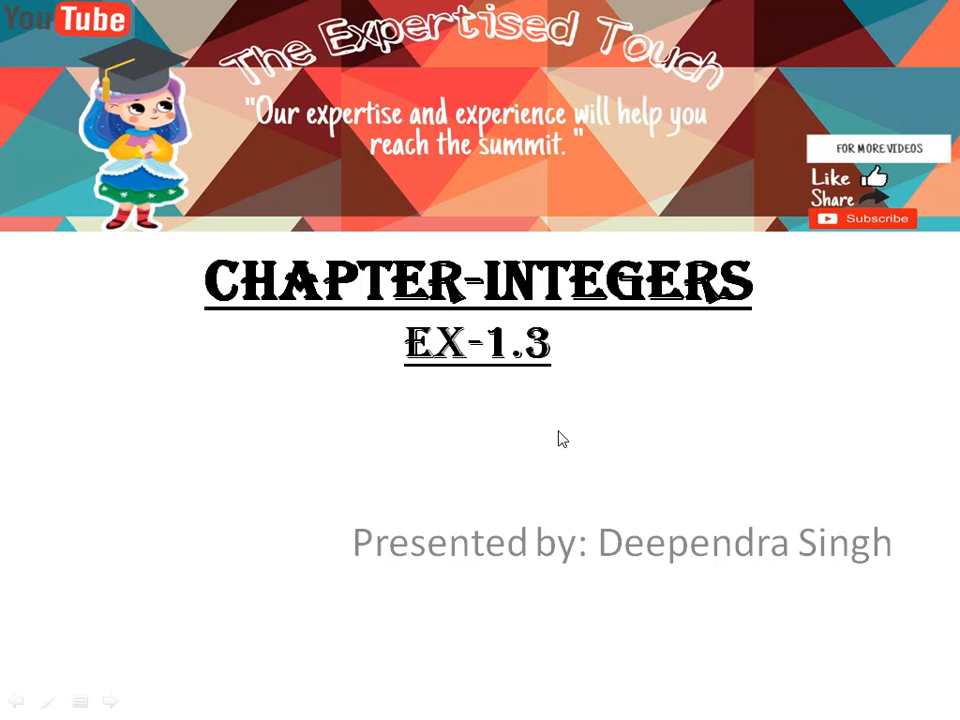 YouTube
The Expertised Touch
"Our expertise and experience will help you
reach the summit. "
FOR MORE VIDEOS
Like
Share
Subscribe
CHAPTER-INTEGERS
EX-1.3
Presented by: Deependra Singh